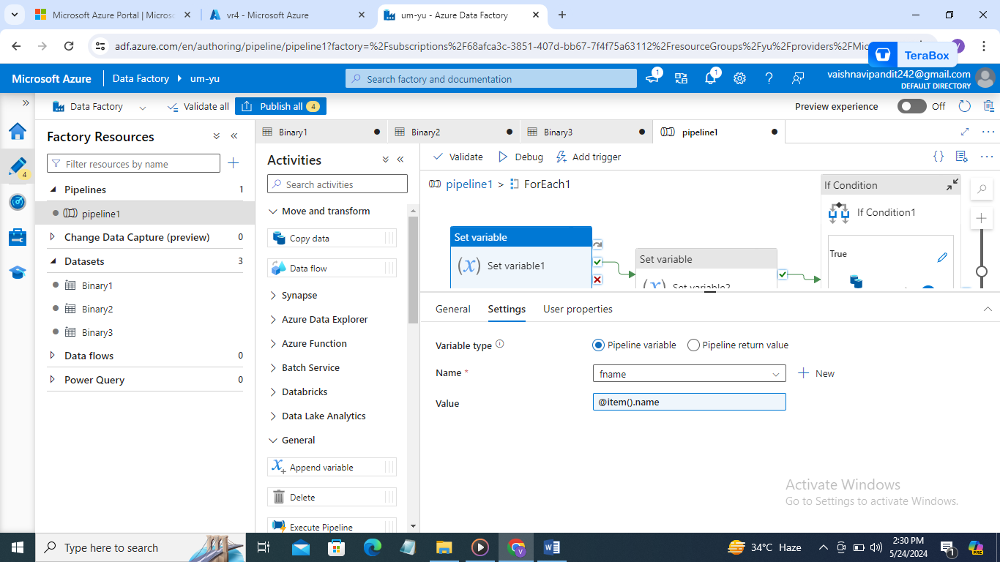 Microsoft Azure Portal | Microso
vr4 - Microsoft Azure
um-yu - Azure Data Factory
adf.azure.com/en/authoring/pipeline/pipeline1?factory=%2Fsubscriptions%2F68afca3c-3851-407d-bb67-7f4f75a63112%2FresourceGroups%2Fyu%2Fproviders%2FMic
TeraBox
Microsoft Azure
Data Factory
um-yu
Search factory and documentation
1
1
vaishnavipandit242@gmail.com
DEFAULT DIRECTORY
Data Factory
Validate all
Publish all 4
Preview experience
Off
4
Factory Resources
Filter resources by name
Pipelines 1
pipeline1
Change Data Capture (preview) 0
Datasets 3
Binary1
Binary2
Binary3
Data flows 0
Power Query 0
Binary1
Binary2
Binary3
pipeline1
Activities
Search activities
Move and transform
Copy data
Data flow
Synapse
Azure Data Explorer
Azure Function
Batch Service
Databricks
Data Lake Analytics
General
Append variable
Delete
Execute Pipeline
Validate
Debug
Add trigger
pipeline1 > ForEach1
Set variable
(x) Set variable1
Set variable
(x) Set variable2
If Condition
If Condition1
True
General
Settings
User properties
Variable type
Pipeline variable
Pipeline return value
Name *
fname
New
Value
@item().name
Activate Windows
Go to Settings to activate Windows.
Type here to search
34°C Haze
2:30 PM
5/24/2024
1
PRE